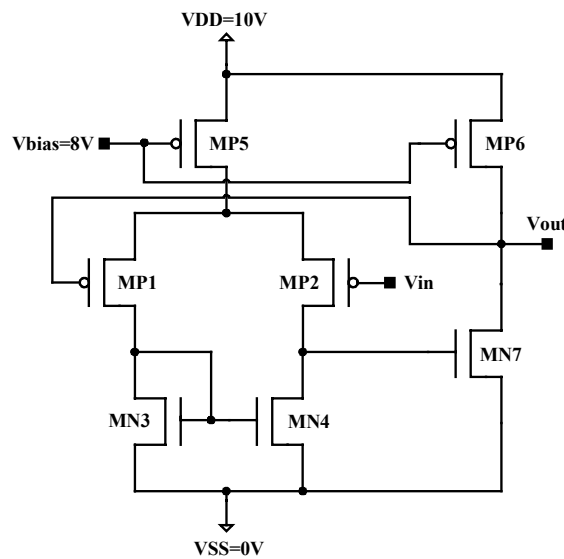 VDD=10V
MP5
MP6
Vbias=8V
Vout
MP1
MP2
Vin
MN7
MN3
MN4
VSS=0V